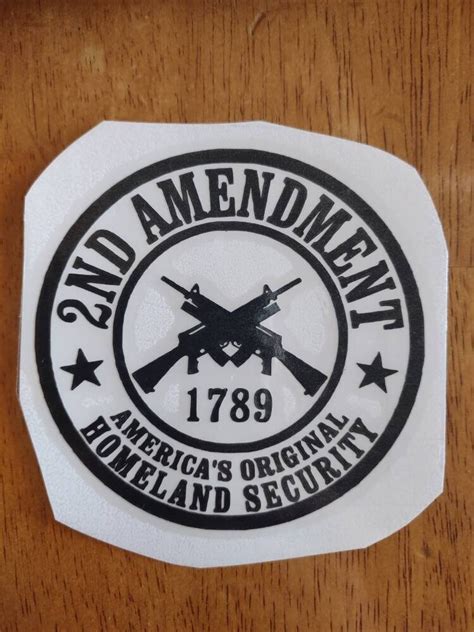 2ND AMENDMENT
1789
AMERICA'S ORIGINAL
HOMELAND SECURITY